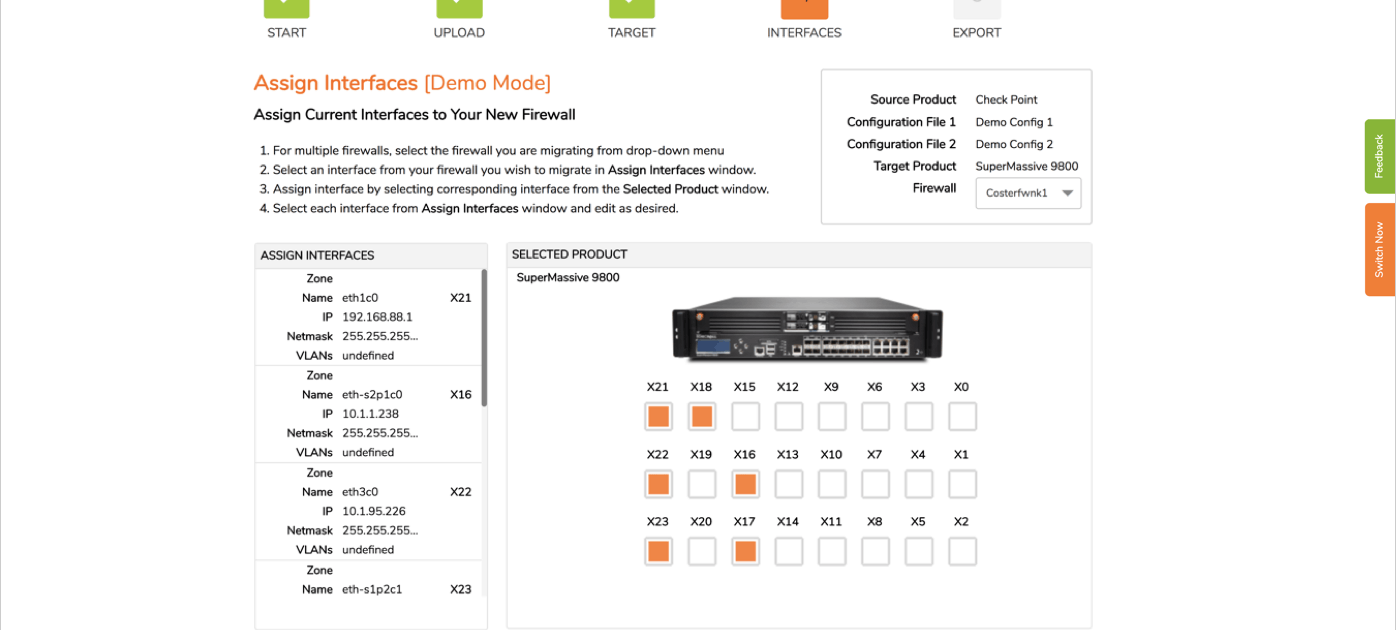 START UPLOAD TARGET INTERFACES EXPORT
Assign Interfaces [Demo Mode]
Assign Current Interfaces to Your New Firewall
1. For multiple firewalls, select the firewall you are migrating from drop-down menu
2. Select an interface from your firewall you wish to migrate in Assign Interfaces window.
3. Assign interface by selecting corresponding interface from the Selected Product window.
4. Select each interface from Assign Interfaces window and edit as desired.
Source Product Check Point
Configuration File 1 Demo Config 1
Configuration File 2 Demo Config 2
Target Product SuperMassive 9800
Firewall Costerfwnk1
Feedback
Switch Now
ASSIGN INTERFACES
Zone
Name eth1c0 X21
IP 192.168.88.1
Netmask 255.255.255...
VLANs undefined
Zone
Name eth-s2p1c0 X16
IP 10.1.1.238
Netmask 255.255.255...
VLANs undefined
Zone
Name eth3c0 X22
IP 10.1.95.226
Netmask 255.255.255...
VLANs undefined
Zone
Name eth-s1p2c1 X23
SELECTED PRODUCT
SuperMassive 9800
X21 X18 X15 X12 X9 X6 X3 X0
X22 X19 X16 X13 X10 X7 X4 X1
X23 X20 X17 X14 X11 X8 X5 X2